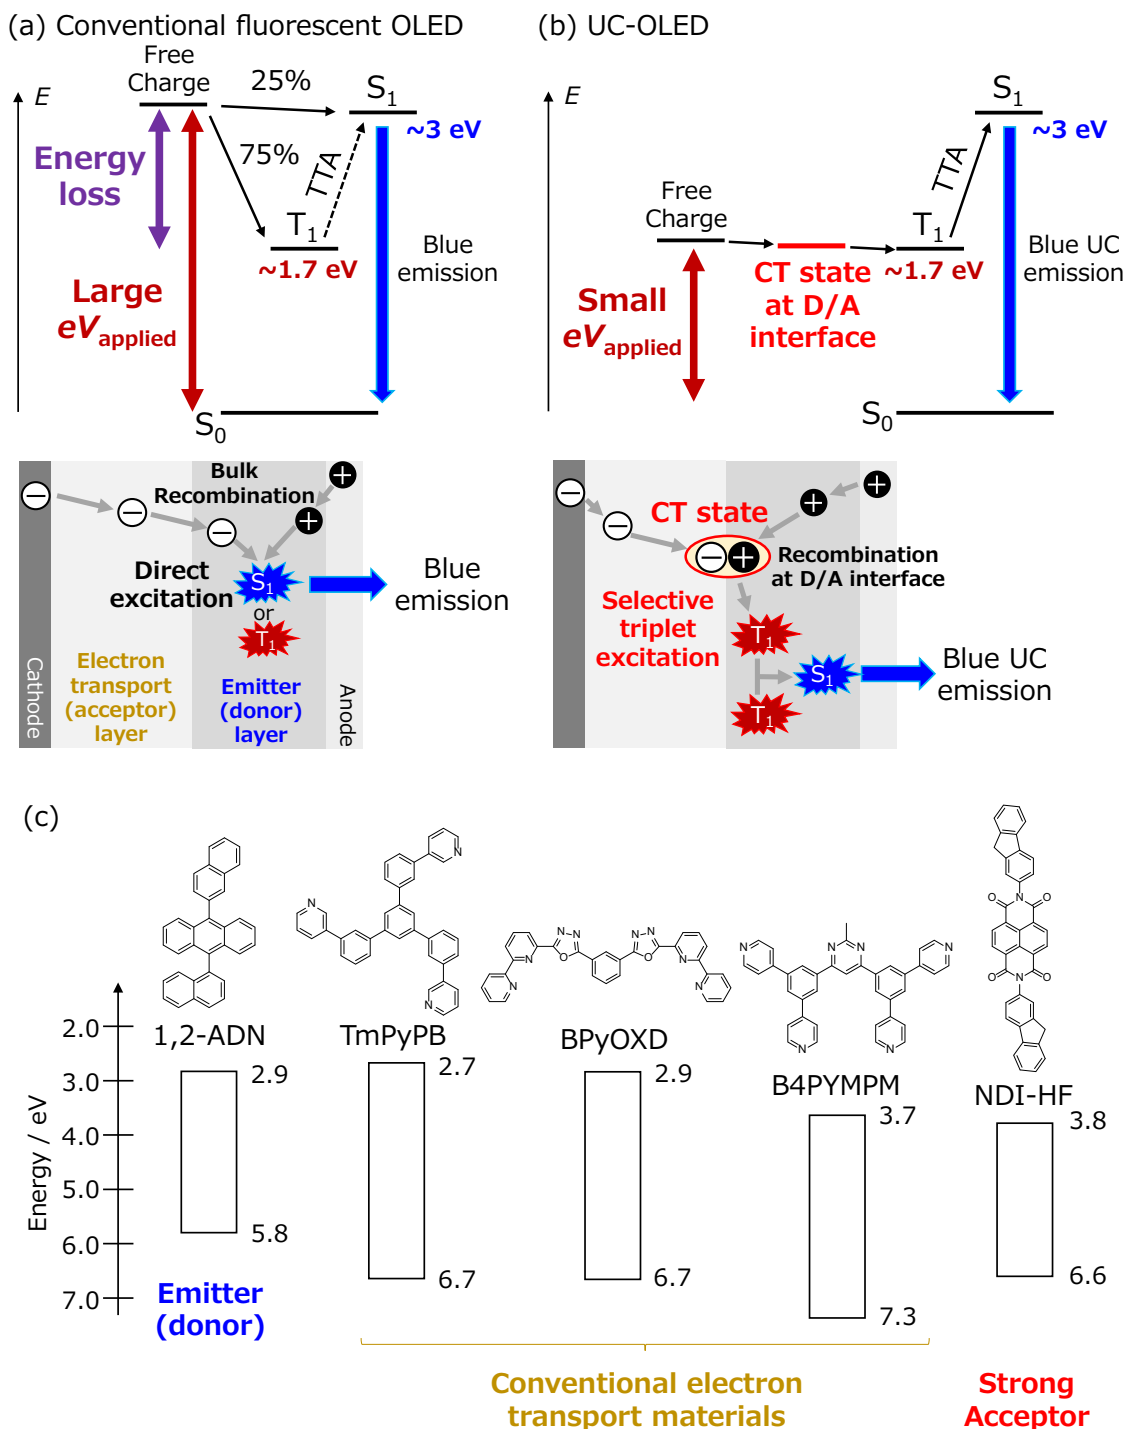 (a) Conventional fluorescent OLED
Free
Charge
25%
S1
E
~3 eV
75%
Energy
loss
TTA
T1
~1.7 eV
Blue
emission
Large
eVapplied
S0
(b) UC-OLED
E
S1
~3 eV
TTA
Free
Charge
T1
~1.7 eV
CT state
at D/A
interface
Blue UC
emission
Small
eVapplied
S0
Bulk
Recombination
Direct
excitation
S1
or
T1
Blue
emission
Cathode
Electron
transport
(acceptor)
layer
Emitter
(donor)
layer
Anode
CT state
Recombination
at D/A interface
Selective
triplet
excitation
T1
S1
T1
Blue UC
emission
(c)
N
N
N
N N
O
N
N
N N
O
N
N
N
N
N
N
N
N
O N O
O N O
Energy / eV
2.0
3.0
4.0
5.0
6.0
7.0
1,2-ADN
2.9
5.8
Emitter
(donor)
TmPyPB
2.7
6.7
BPyOXD
2.9
6.7
B4PYMPM
3.7
7.3
NDI-HF
3.8
6.6
Conventional electron
transport materials
Strong
Acceptor